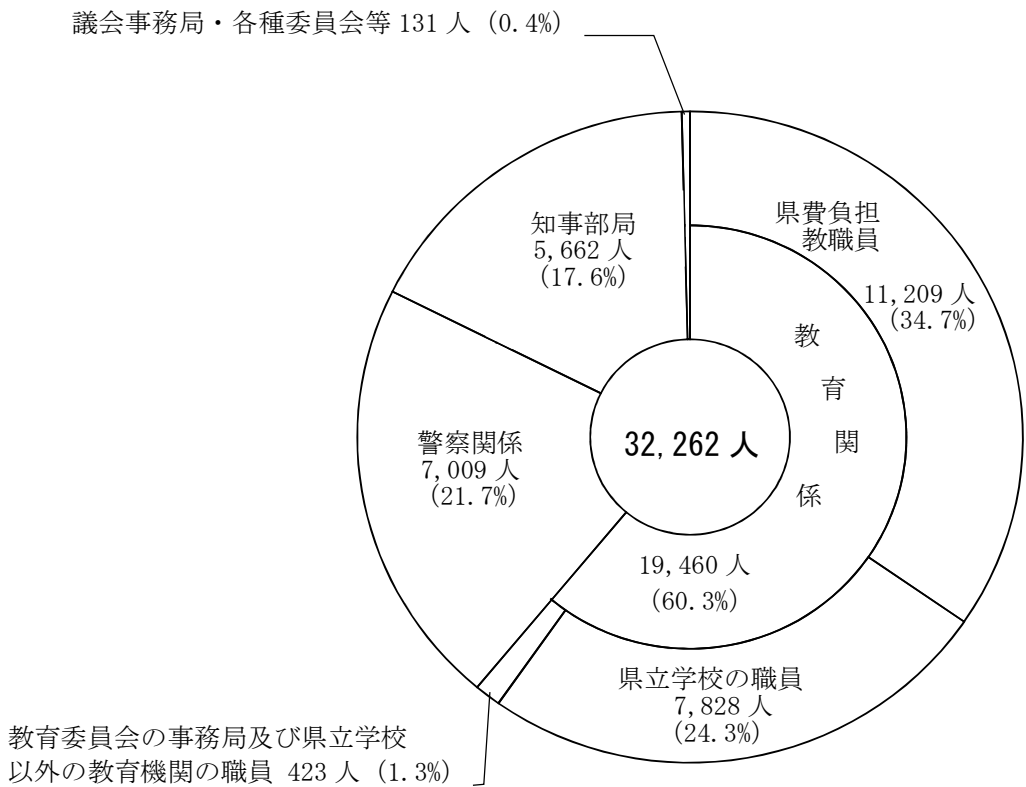 議会事務局・各種委員会等 131 人 (0.4%)
知事部局
5,662 人
(17.6%)
県費負担
教職員
11,209 人
(34.7%)
教
育
関
係
19,460 人
(60.3%)
32,262 人
警察関係
7,009 人
(21.7%)
県立学校の職員
7,828 人
(24.3%)
教育委員会の事務局及び県立学校
以外の教育機関の職員 423 人 (1.3%)